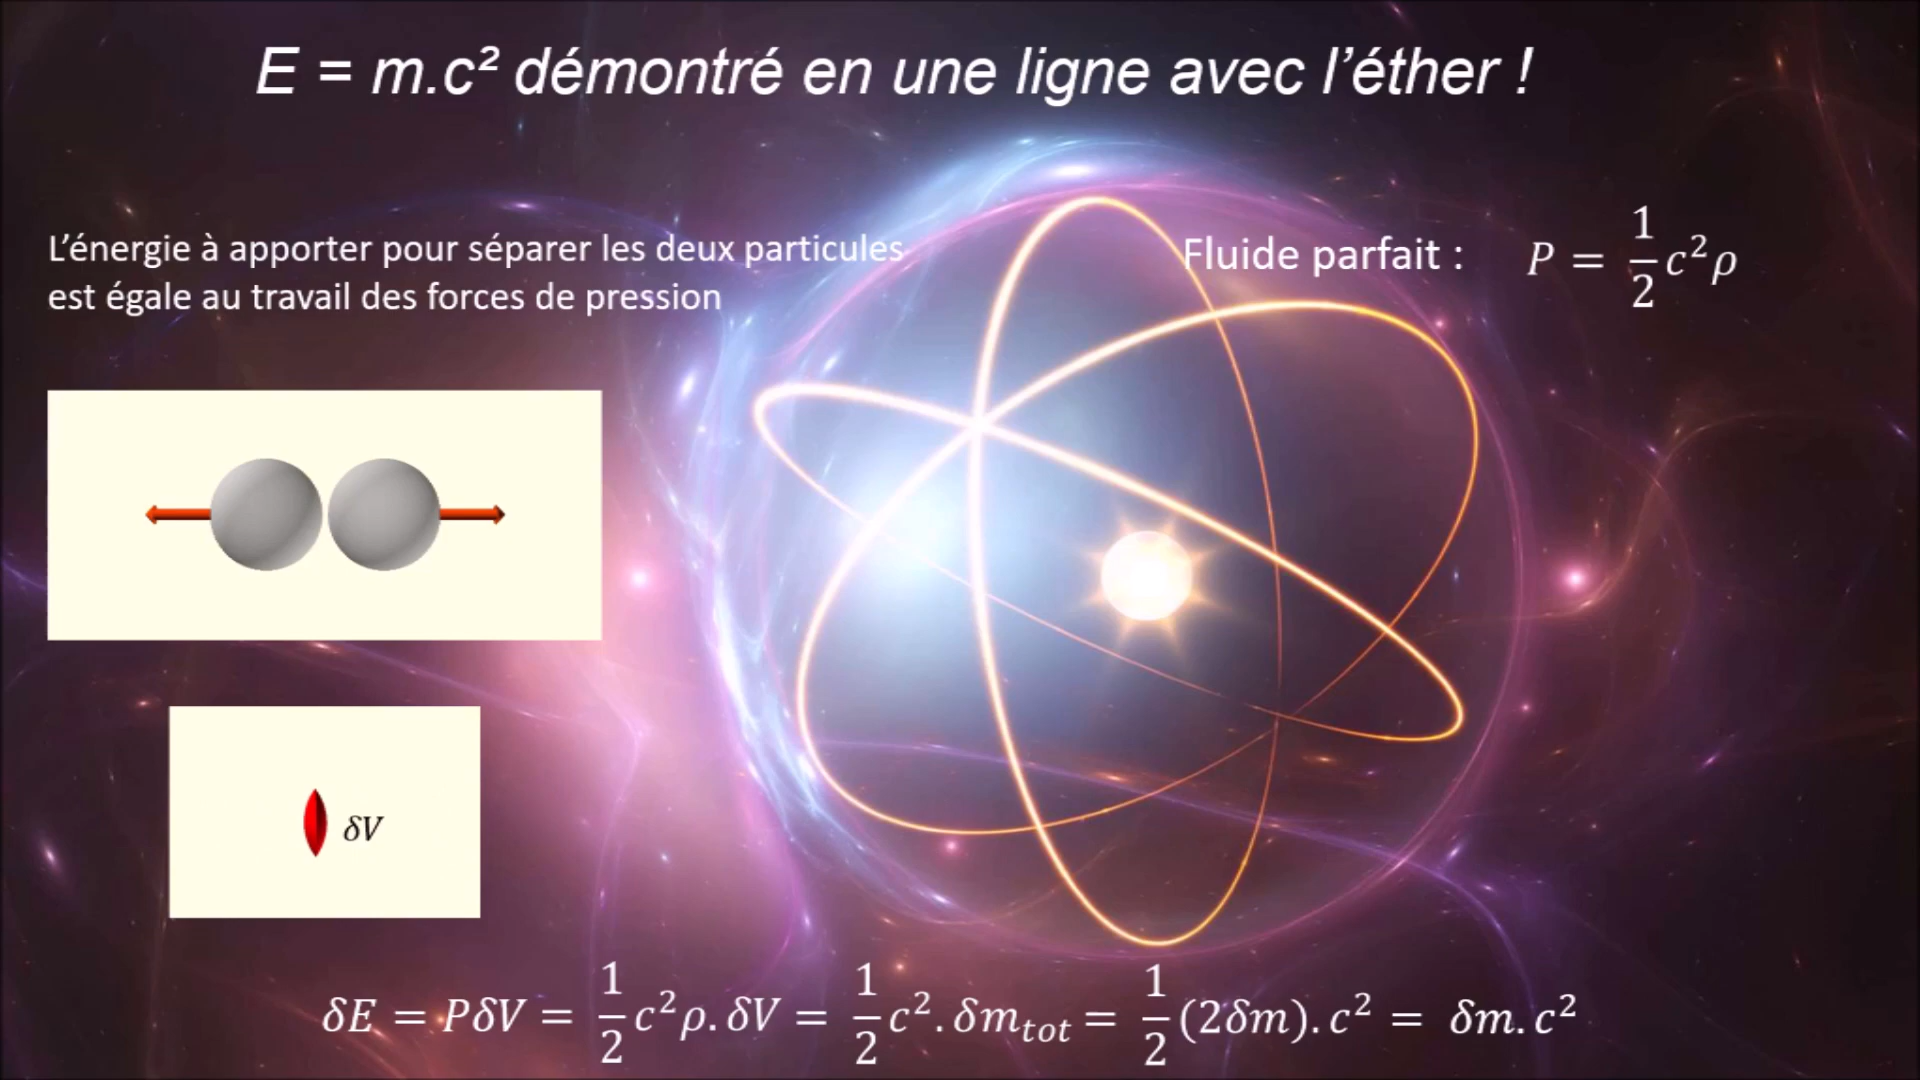 E = m.c² démontré en une ligne avec l’éther !
L’énergie à apporter pour séparer les deux particules
est égale au travail des forces de pression
Fluide parfait : P = 1/2 c²ρ
δV
δE = PδV = 1/2 c²ρ. δV = 1/2 c². δm_tot = 1/2 (2δm). c² = δm. c²